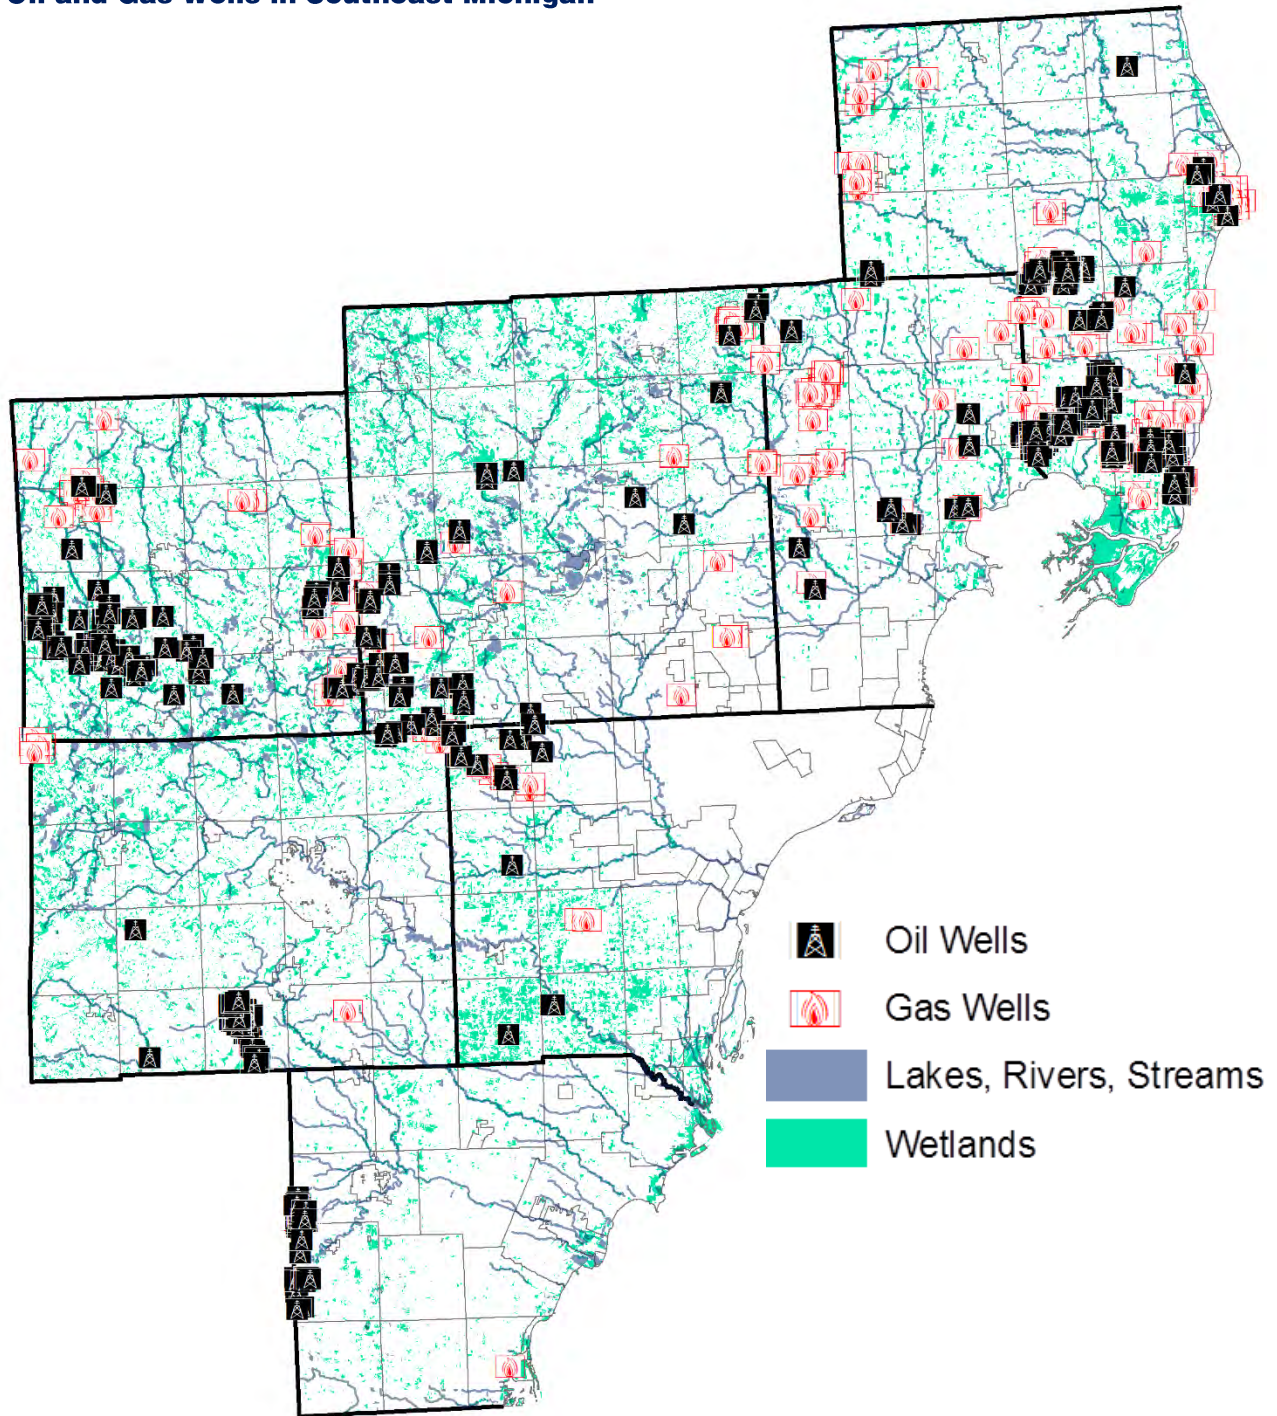 Oil and Gas Wells in Southeast Michigan
Oil Wells
Gas Wells
Lakes, Rivers, Streams
Wetlands